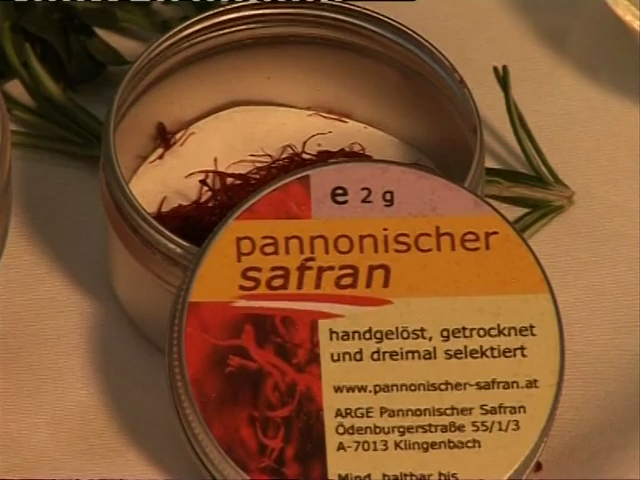 e 2 g
pannonischer
safran
handgelöst, getrocknet
und dreimal selektiert
www.pannonischer-safran.at
ARGE Pannonischer Safran
Ödenburgerstraße 55/1/3
A-7013 Klingenbach
Mind. haltbar bis